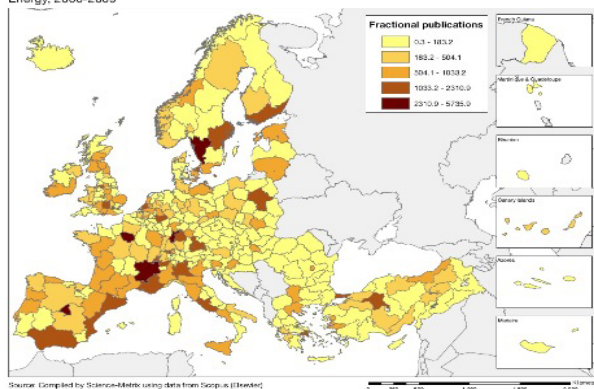 Energy, 2000-2009
Fractional publications
0.3 - 183.2
183.2 - 504.1
504.1 - 1033.2
1033.2 - 2310.9
2310.9 - 5735.9
French Guiana
Martinique & Guadeloupe
Réunion
Canary Islands
Azores
Madeira
Source: Compiled by Science-Metrix using data from Scopus (Elsevier)